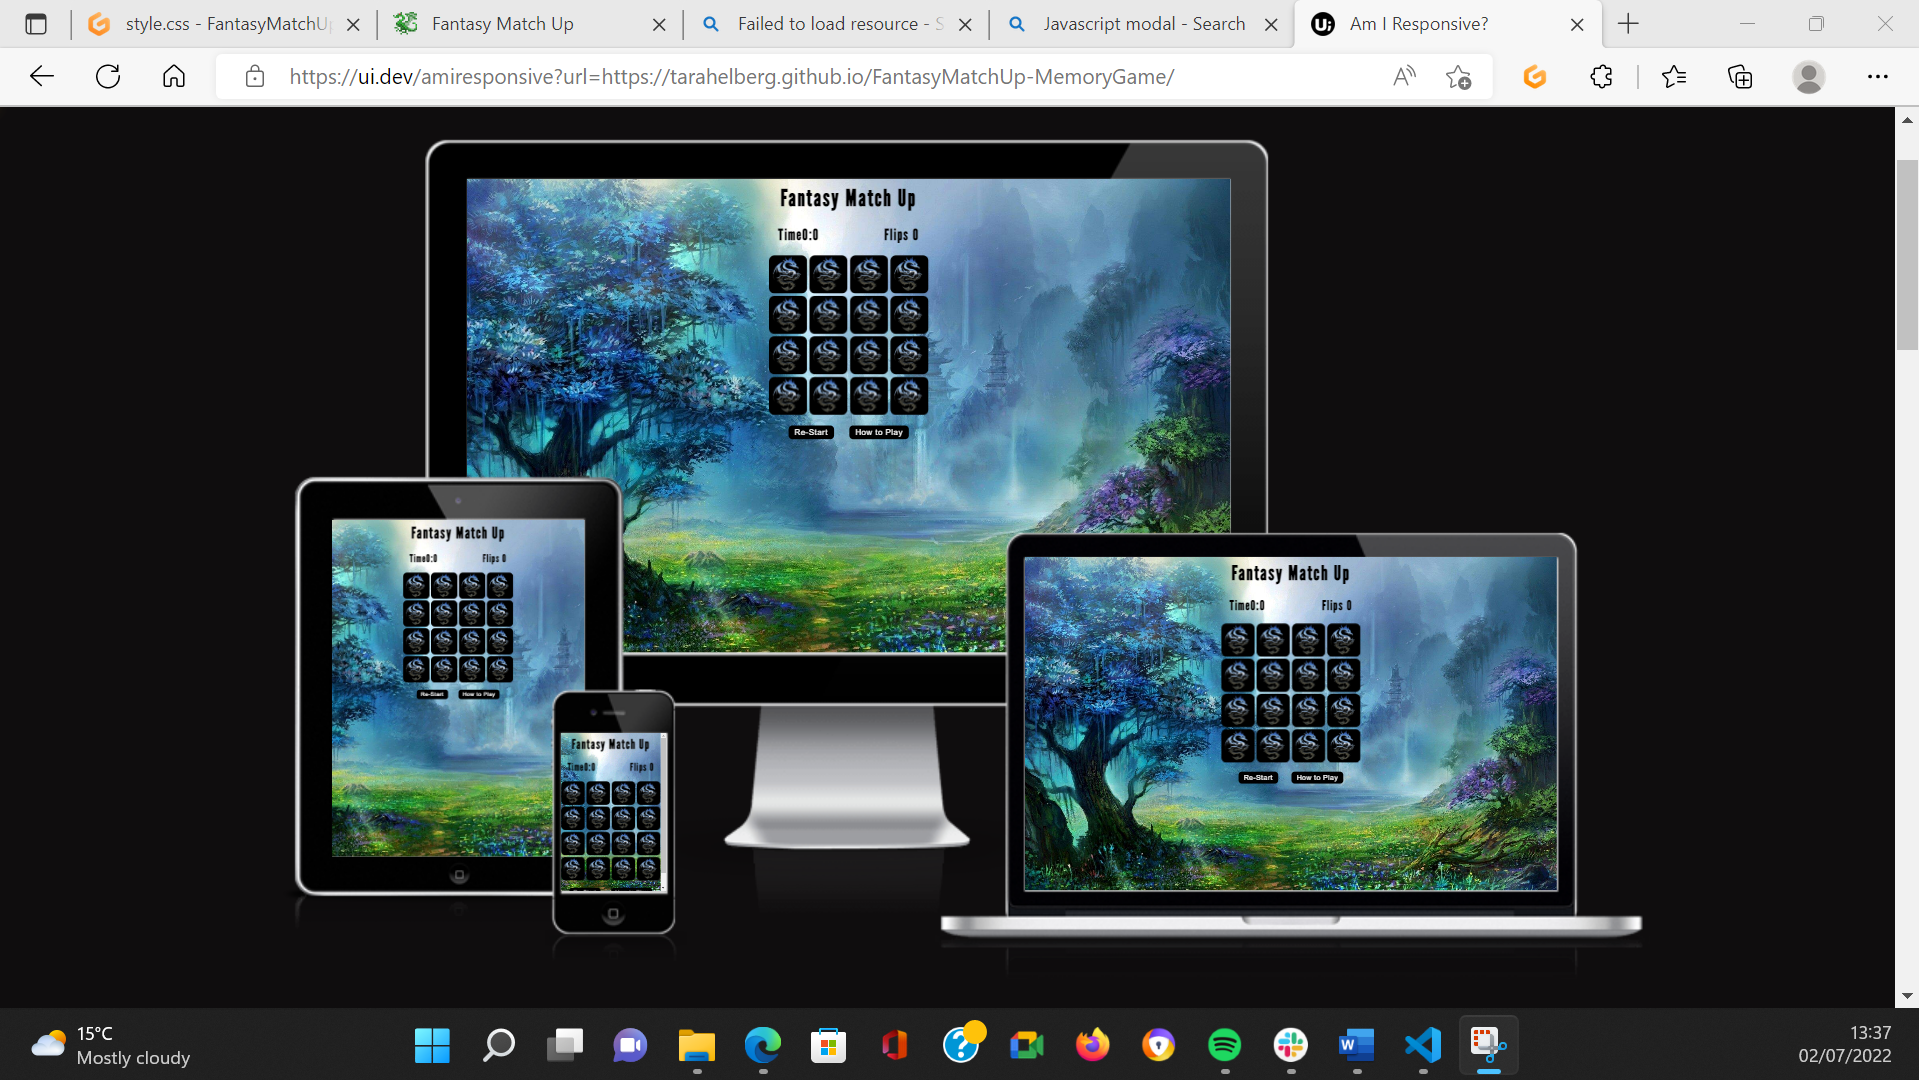 style.css - FantasyMatchU
Fantasy Match Up
Failed to load resource - S
Javascript modal - Search
Am I Responsive?
https://ui.dev/amiresponsive?url=https://tarahelberg.github.io/FantasyMatchUp-MemoryGame/
Fantasy Match Up
Time0:0 Flips 0
Re-Start How to Play
Fantasy Match Up
Time0:0 Flips 0
Re-Start How to Play
Fantasy Match Up
Time0:0 Flips 0
Fantasy Match Up
Time0:0 Flips 0
Re-Start How to Play
15°C
Mostly cloudy
13:37
02/07/2022